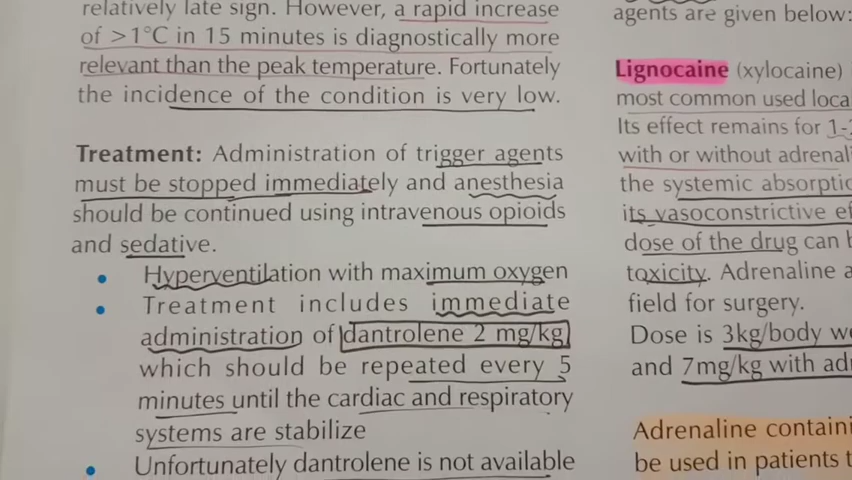 relatively late sign. However, a rapid increase
of >1°C in 15 minutes is diagnostically more
relevant than the peak temperature. Fortunately
the incidence of the condition is very low.
Treatment: Administration of trigger agents
must be stopped immediately and anesthesia
should be continued using intravenous opioids
and sedative.
• Hyperventilation with maximum oxygen
• Treatment includes immediate
administration of dantrolene 2 mg/kg
which should be repeated every 5
minutes until the cardiac and respiratory
systems are stabilize
• Unfortunately dantrolene is not available
agents are given below:
Lignocaine (xylocaine)
most common used loca
Its effect remains for 1-
with or without adrenali
the systemic absorptio
its vasoconstrictive ef
dose of the drug can b
toxicity. Adrenaline a
field for surgery.
Dose is 3kg/body we
and 7mg/kg with adr
Adrenaline containi
be used in patients t